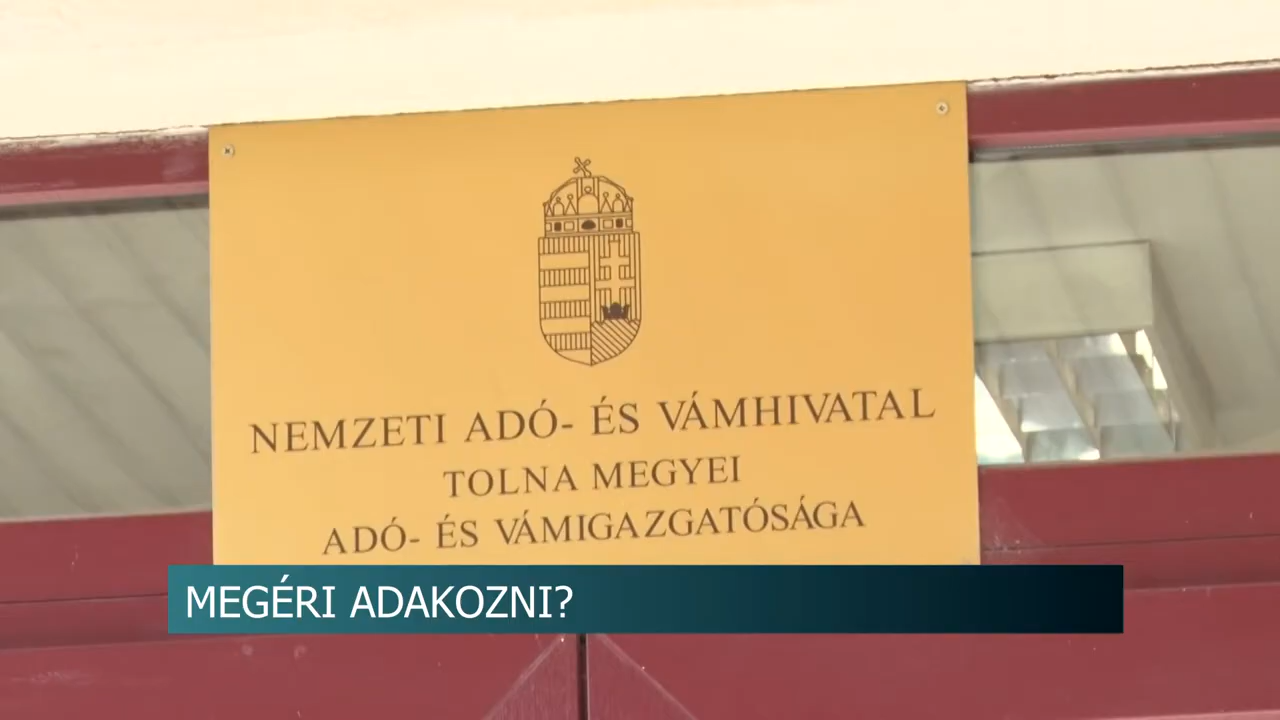 NEMZETI ADÓ- ÉS VÁMHIVATAL
TOLNA MEGYEI
ADÓ- ÉS VÁMIGAZGATÓSÁGA
MEGÉRI ADAKOZNI?